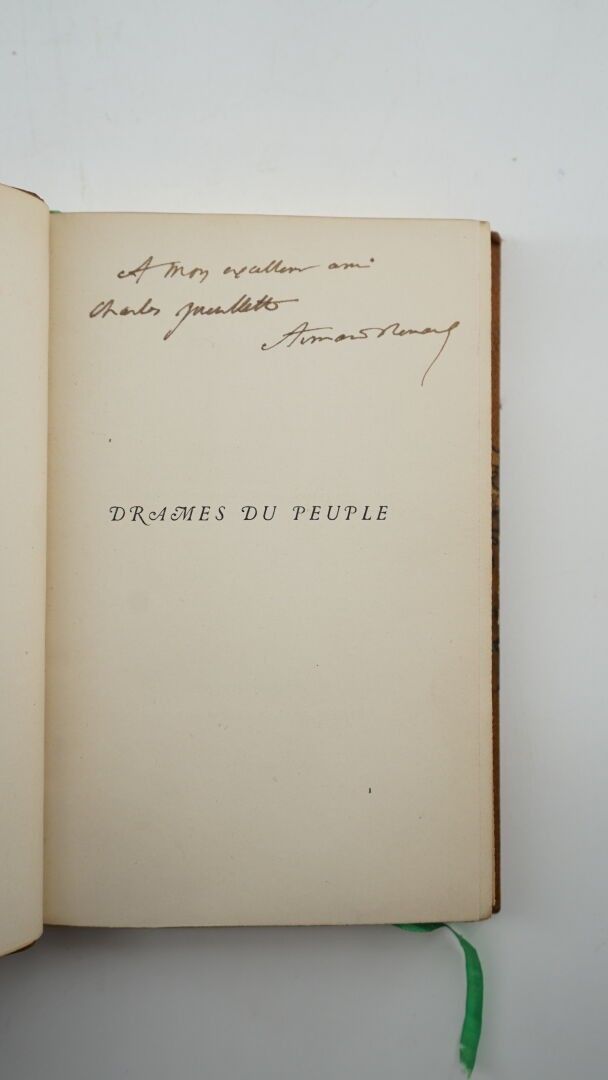 A mon excellent ami
Charles
Armand Renaud
DRAMES DU PEUPLE